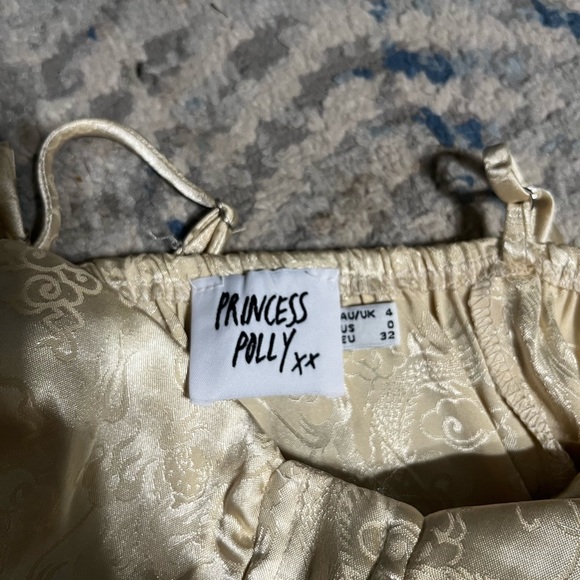 PRINCESS
POLLY xx
AU/UK 4
US 0
EU 32